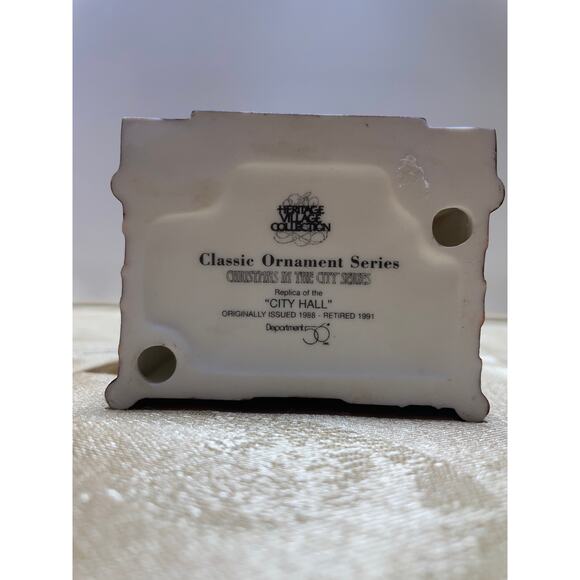 HERITAGE
VILLAGE
COLLECTION
Classic Ornament Series
CHRISTMAS IN THE CITY SERIES
Replica of the
"CITY HALL"
ORIGINALLY ISSUED 1988 - RETIRED 1991
Department 56